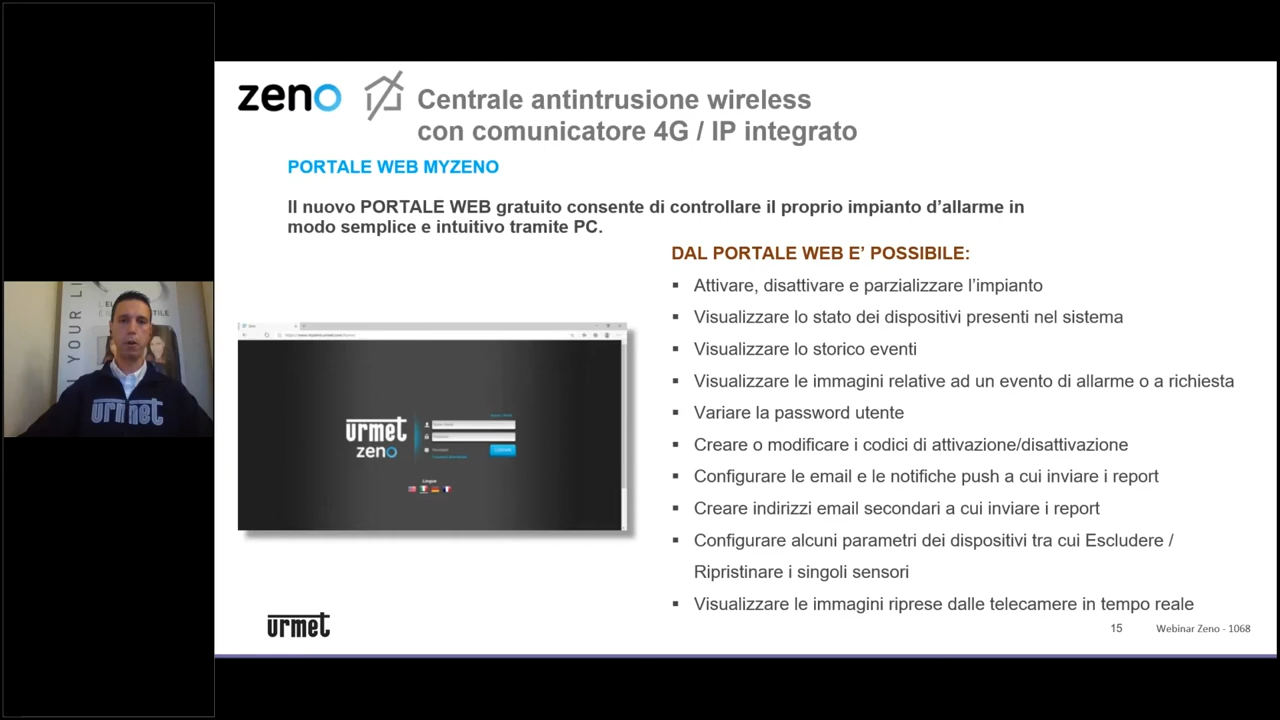 zeno
Centrale antintrusione wireless
con comunicatore 4G / IP integrato
PORTALE WEB MYZENO
Il nuovo PORTALE WEB gratuito consente di controllare il proprio impianto d’allarme in
modo semplice e intuitivo tramite PC.
DAL PORTALE WEB E’ POSSIBILE:
▪ Attivare, disattivare e parzializzare l’impianto
▪ Visualizzare lo stato dei dispositivi presenti nel sistema
▪ Visualizzare lo storico eventi
▪ Visualizzare le immagini relative ad un evento di allarme o a richiesta
▪ Variare la password utente
▪ Creare o modificare i codici di attivazione/disattivazione
▪ Configurare le email e le notifiche push a cui inviare i report
▪ Creare indirizzi email secondari a cui inviare i report
▪ Configurare alcuni parametri dei dispositivi tra cui Escludere /
Ripristinare i singoli sensori
▪ Visualizzare le immagini riprese dalle telecamere in tempo reale
urmet
zeno
Lingua
YOUR LI
urmet
urmet
15
Webinar Zeno - 1068